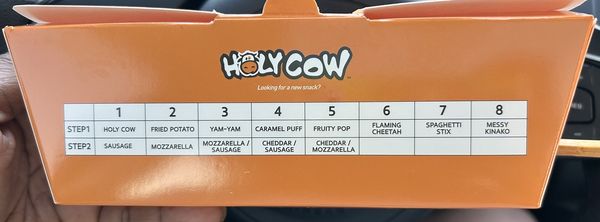 HOLY COW
Looking for a new snack?
1 2 3 4 5 6 7 8
STEP1 HOLY COW FRIED POTATO YAM-YAM CARAMEL PUFF FRUITY POP FLAMING CHEETAH SPAGHETTI STIX MESSY KINAKO
STEP2 SAUSAGE MOZZARELLA MOZZARELLA / SAUSAGE CHEDDAR / SAUSAGE CHEDDAR / MOZZARELLA